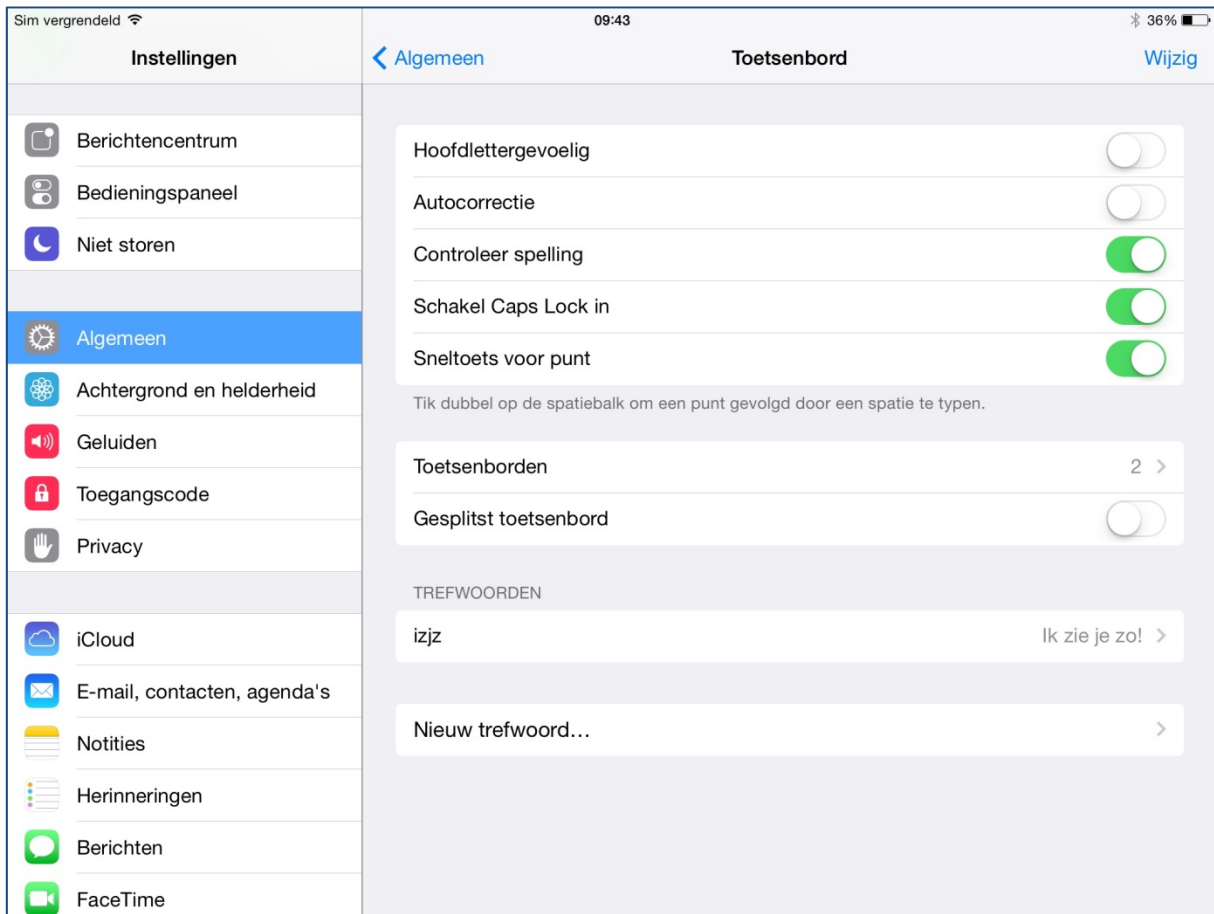 Sim vergrendeld
09:43
36%
Instellingen
Algemeen
Toetsenbord
Wijzig
Berichtencentrum
Bedieningspaneel
Niet storen
Algemeen
Achtergrond en helderheid
Geluiden
Toegangscode
Privacy
iCloud
E-mail, contacten, agenda's
Notities
Herinneringen
Berichten
FaceTime
Hoofdlettergevoelig
Autocorrectie
Controleer spelling
Schakel Caps Lock in
Sneltoets voor punt
Tik dubbel op de spatiebalk om een punt gevolgd door een spatie te typen.
Toetsenborden 2
Gesplitst toetsenbord
TREFWOORDEN
izjz Ik zie je zo!
Nieuw trefwoord...